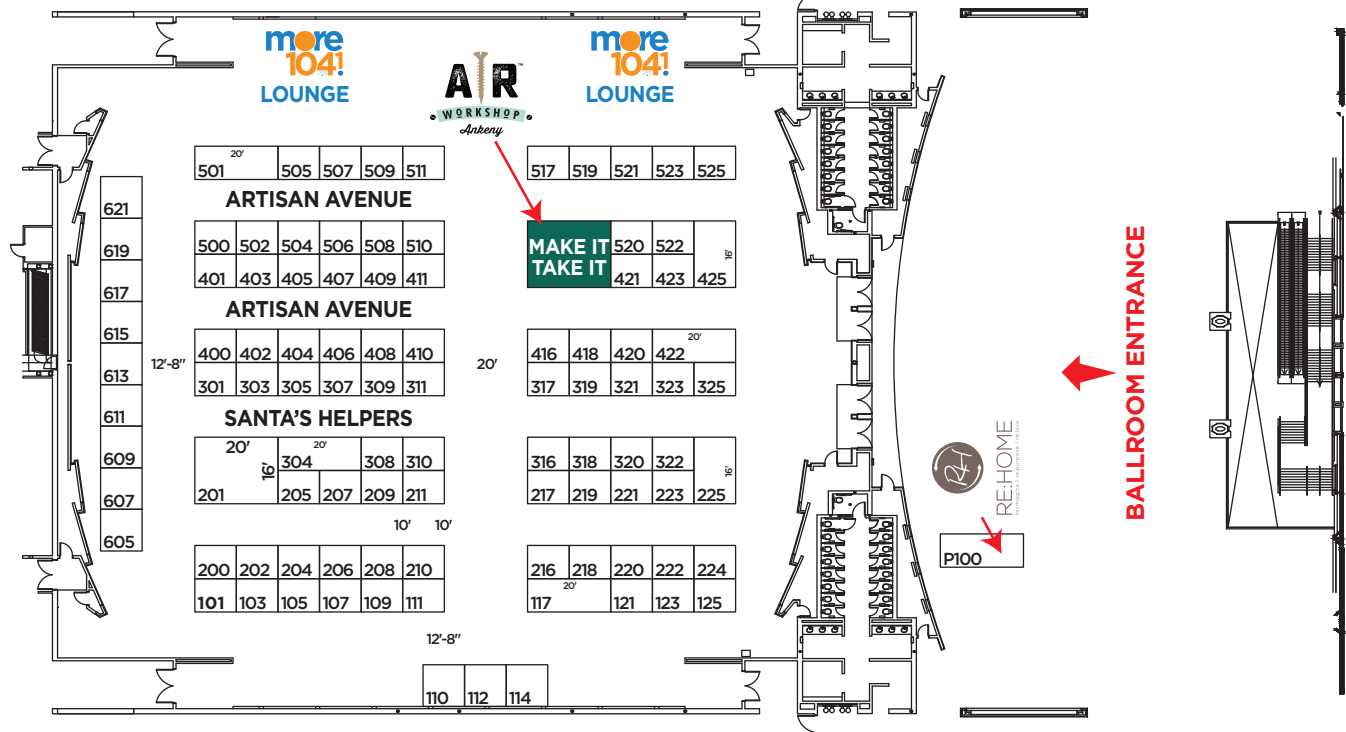 more
104!
LOUNGE
more
104!
LOUNGE
AR™
WORKSHOP
Ankeny
20'
501 505 507 509 511
517 519 521 523 525
ARTISAN AVENUE
500 502 504 506 508 510
401 403 405 407 409 411
MAKE IT
TAKE IT
520 522
16'
421 423 425
ARTISAN AVENUE
400 402 404 406 408 410
301 303 305 307 309 311
12'-8"
20'
20'
416 418 420 422
317 319 321 323 325
SANTA'S HELPERS
20'
16'
20'
304 308 310
201 205 207 209 211
316 318 320 322
16'
217 219 221 223 225
10' 10'
200 202 204 206 208 210
101 103 105 107 109 111
216 218 220 222 224
20'
117 121 123 125
12'-8"
110 112 114
621
619
617
615
613
611
609
607
605
RH
RE:HOME
reimagine / repurpose / relove
P100
BALLROOM ENTRANCE